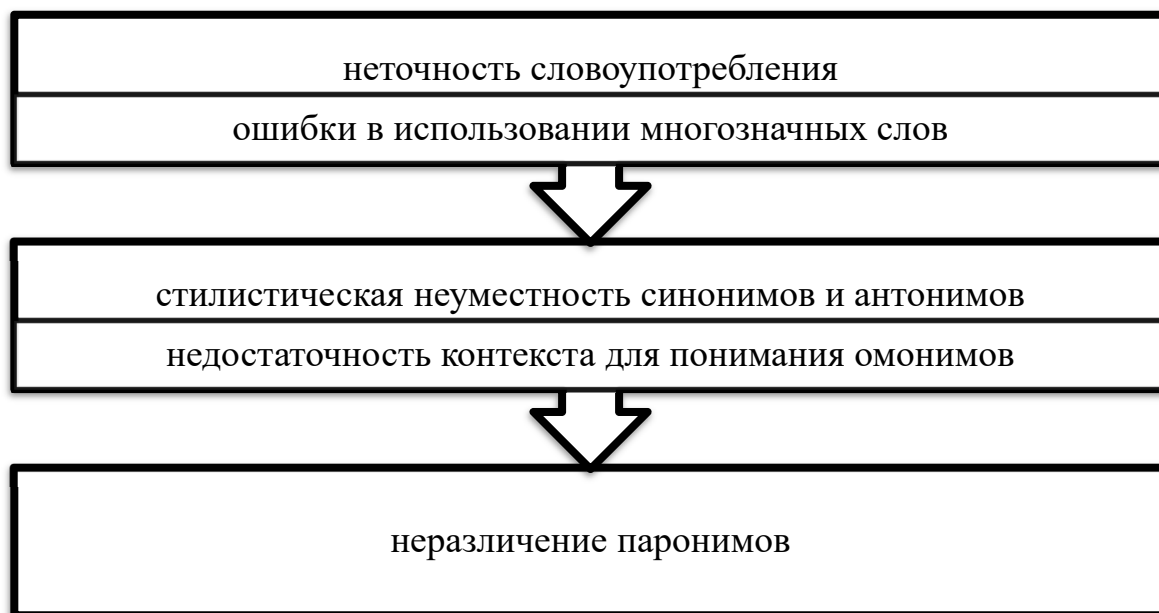 неточность словоупотребления
ошибки в использовании многозначных слов
стилистическая неуместность синонимов и антонимов
недостаточность контекста для понимания омонимов
неразличение паронимов